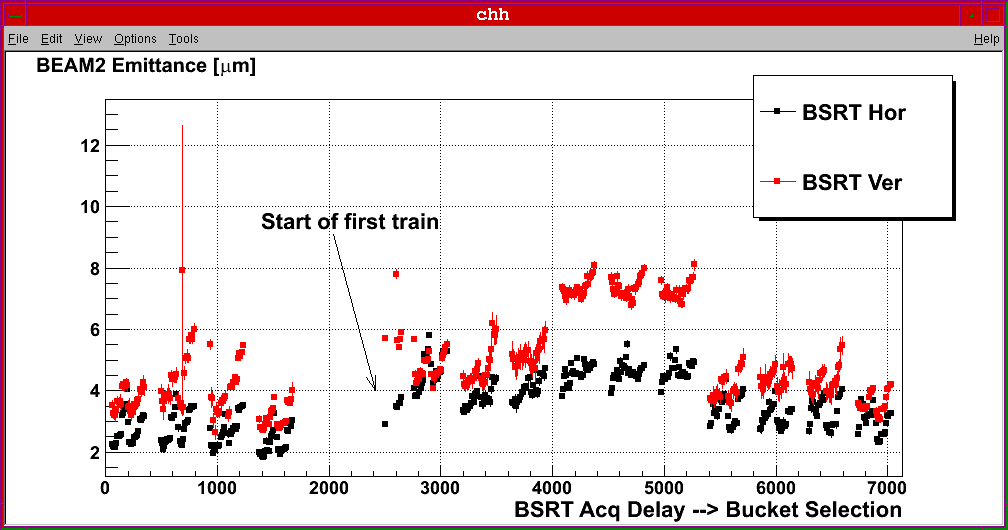 chh
File Edit View Options Tools Help
BEAM2 Emittance [μm]
BSRT Hor
BSRT Ver
Start of first train
12
10
8
6
4
2
0 1000 2000 3000 4000 5000 6000 7000
BSRT Acq Delay --> Bucket Selection